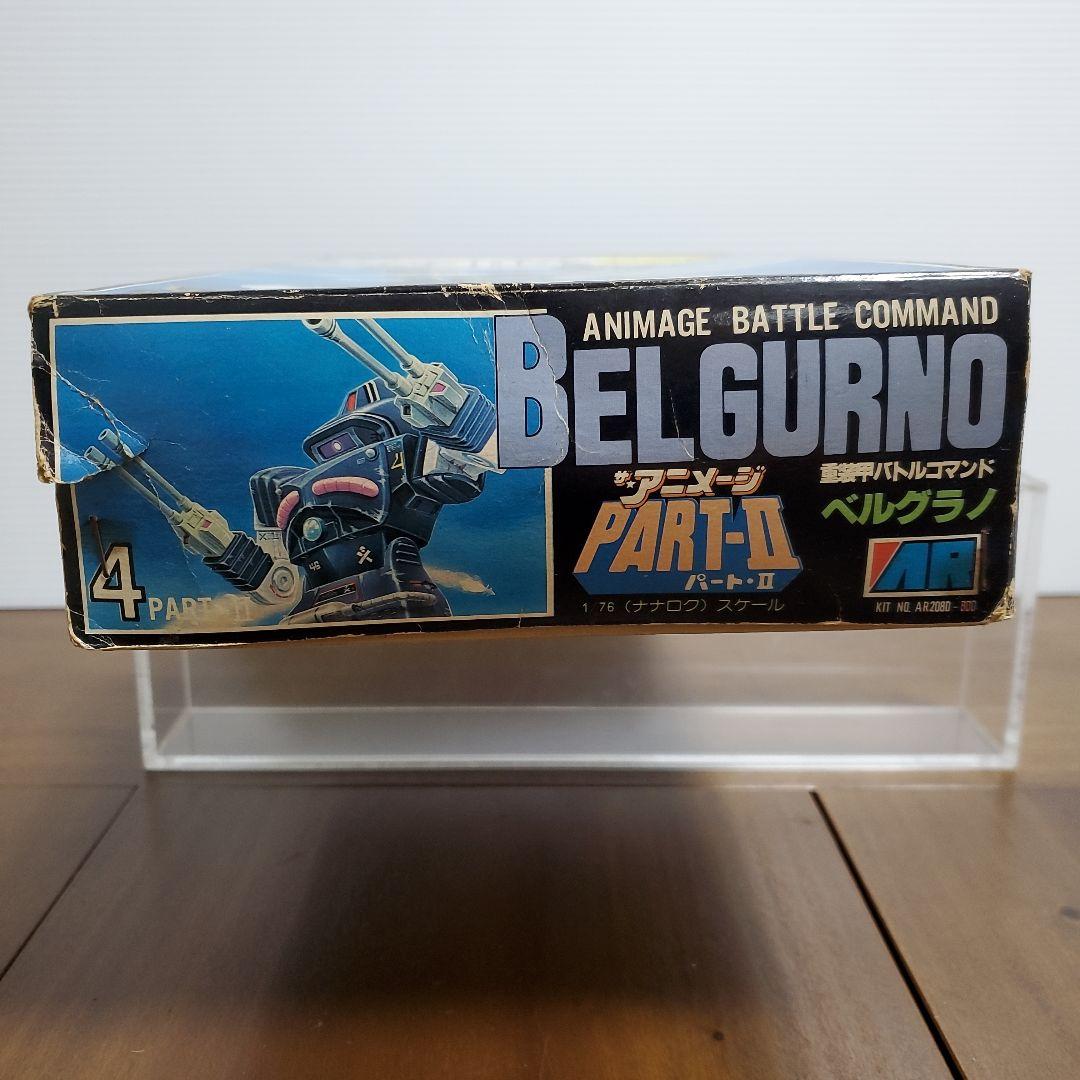 ANIMAGE BATTLE COMMAND
BELGURNO
重装甲バトルコマンド
ベルグラノ
ザ★アニメージ
PART-II
パート・II
1/76（ナナロク）スケール
AR
KIT NO. AR208D-800
4
PART-II
4
46